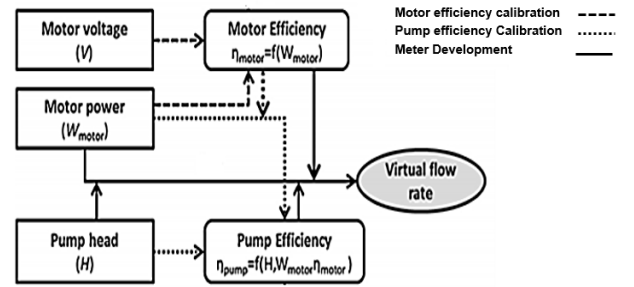 Motor voltage
(V)
Motor Efficiency
ηmotor=f(Wmotor)
Motor efficiency calibration
Pump efficiency Calibration
Meter Development
Motor power
(Wmotor)
Virtual flow
rate
Pump head
(H)
Pump Efficiency
ηpump=f(H,Wmotorηmotor)